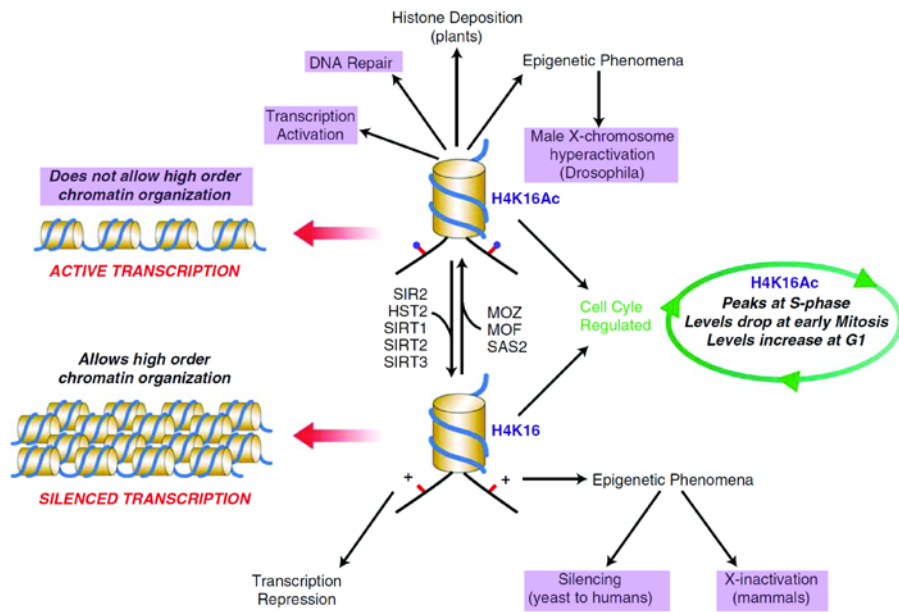 Histone Deposition
(plants)
DNA Repair
Epigenetic Phenomena
Transcription
Activation
Male X-chromosome
hyperactivation
(Drosophila)
Does not allow high order
chromatin organization
H4K16Ac
ACTIVE TRANSCRIPTION
SIR2
HST2
SIRT1
SIRT2
SIRT3
MOZ
MOF
SAS2
Cell Cyle
Regulated
H4K16Ac
Peaks at S-phase
Levels drop at early Mitosis
Levels increase at G1
Allows high order
chromatin organization
H4K16
SILENCED TRANSCRIPTION
+
+
Epigenetic Phenomena
Transcription
Repression
Silencing
(yeast to humans)
X-inactivation
(mammals)